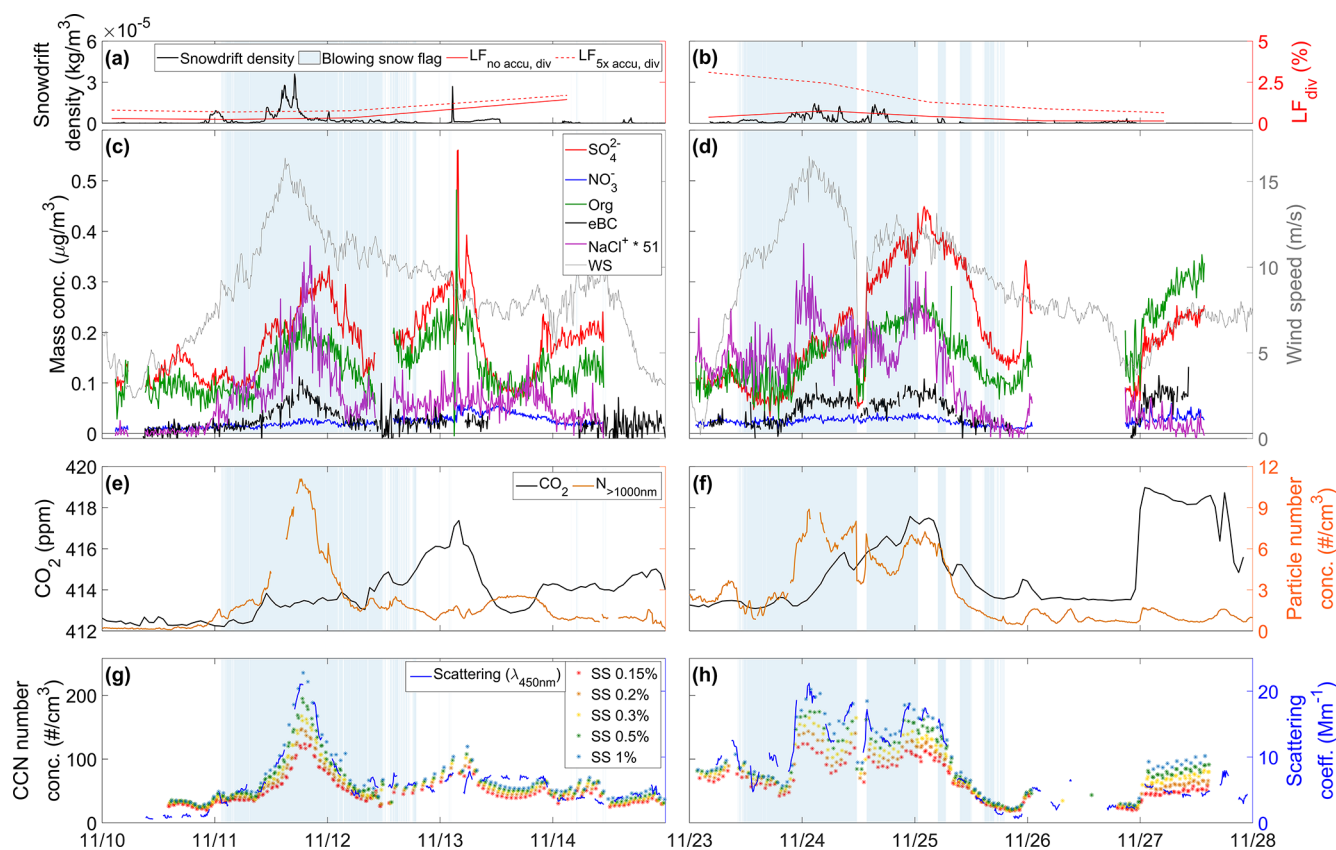 ×10⁻⁵
Snowdrift
density (kg/m³)
6
3
0
(a)
Snowdrift density
Blowing snow flag
LF no accu, div
LF 5x accu, div
(b)
5
2.5
0
LF div (%)
Mass conc. (μg/m³)
0.5
0.4
0.3
0.2
0.1
0
(c)
SO₄²⁻
NO₃⁻
Org
eBC
NaCl⁺ * 51
WS
(d)
15
10
5
0
Wind speed (m/s)
CO₂ (ppm)
420
418
416
414
412
(e)
CO₂
N >1000nm
(f)
12
9
6
3
0
Particle number
conc. (#/cm³)
CCN number
conc. (#/cm³)
200
100
0
(g)
Scattering (λ 450nm)
SS 0.15%
SS 0.2%
SS 0.3%
SS 0.5%
SS 1%
(h)
20
10
0
Scattering
coeff. (Mm⁻¹)
11/10 11/11 11/12 11/13 11/14
11/23 11/24 11/25 11/26 11/27 11/28